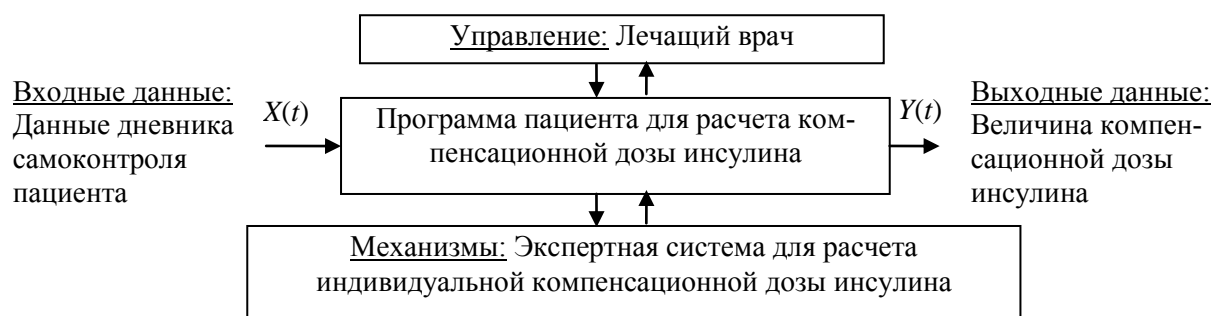 Управление: Лечащий врач
Входные данные:
Данные дневника
самоконтроля
пациента
X(t)
Программа пациента для расчета ком-
пенсационной дозы инсулина
Y(t)
Выходные данные:
Величина компен-
сационной дозы
инсулина
Механизмы: Экспертная система для расчета
индивидуальной компенсационной дозы инсулина